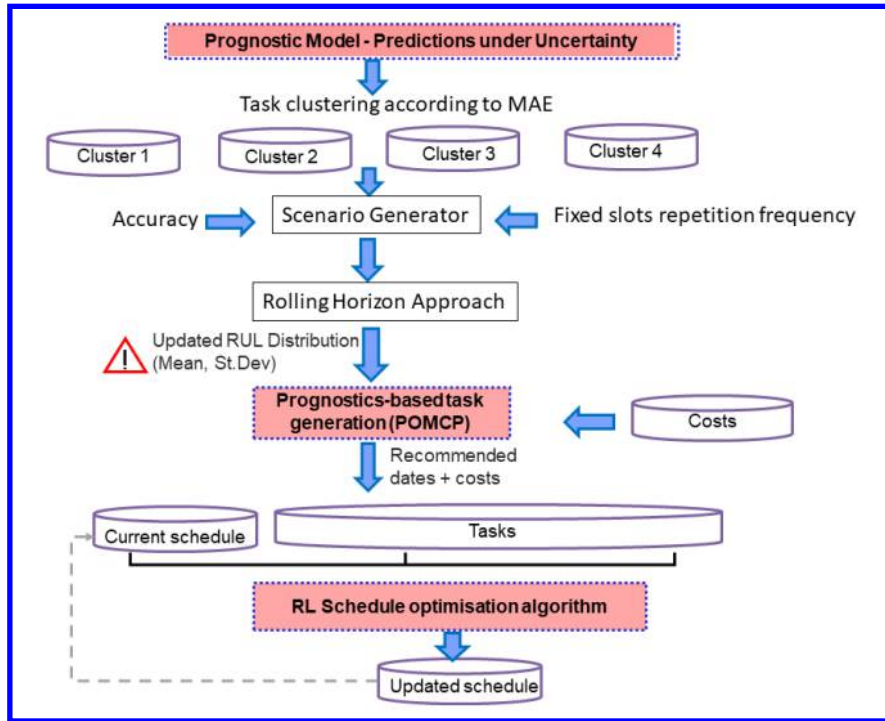 Prognostic Model - Predictions under Uncertainty
Task clustering according to MAE
Cluster 1
Cluster 2
Cluster 3
Cluster 4
Accuracy
Scenario Generator
Fixed slots repetition frequency
Rolling Horizon Approach
!
Updated RUL Distribution
(Mean, St.Dev)
Prognostics-based task
generation (POMCP)
Costs
Recommended
dates + costs
Current schedule
Tasks
RL Schedule optimisation algorithm
Updated schedule